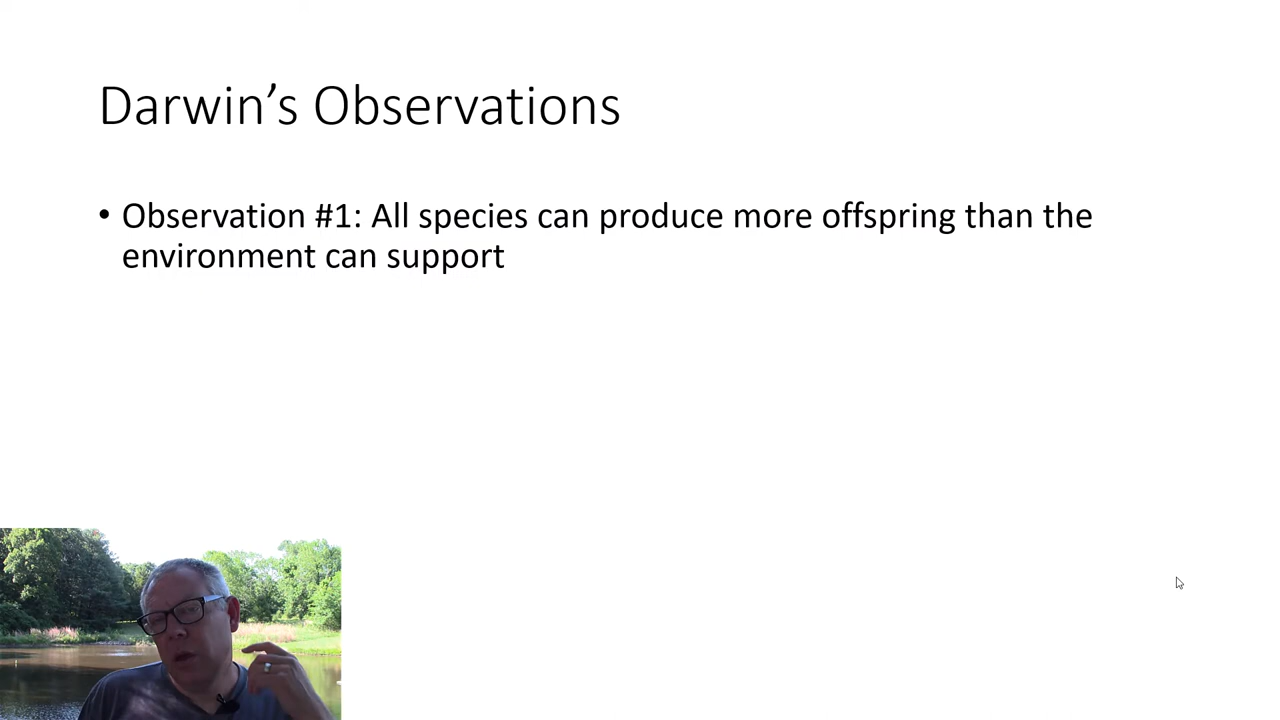 Darwin’s Observations
• Observation #1: All species can produce more offspring than the
environment can support